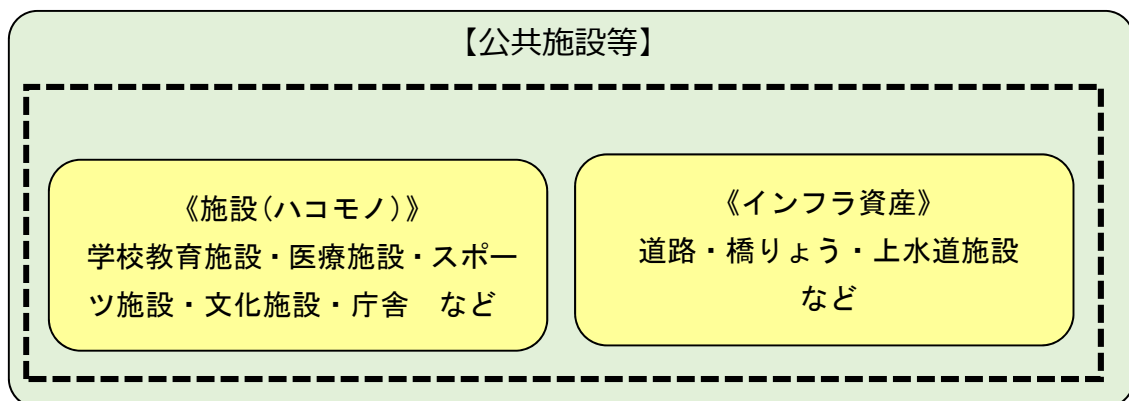 【公共施設等】
《施設(ハコモノ)》
学校教育施設・医療施設・スポー
ツ施設・文化施設・庁舎　など
《インフラ資産》
道路・橋りょう・上水道施設
など